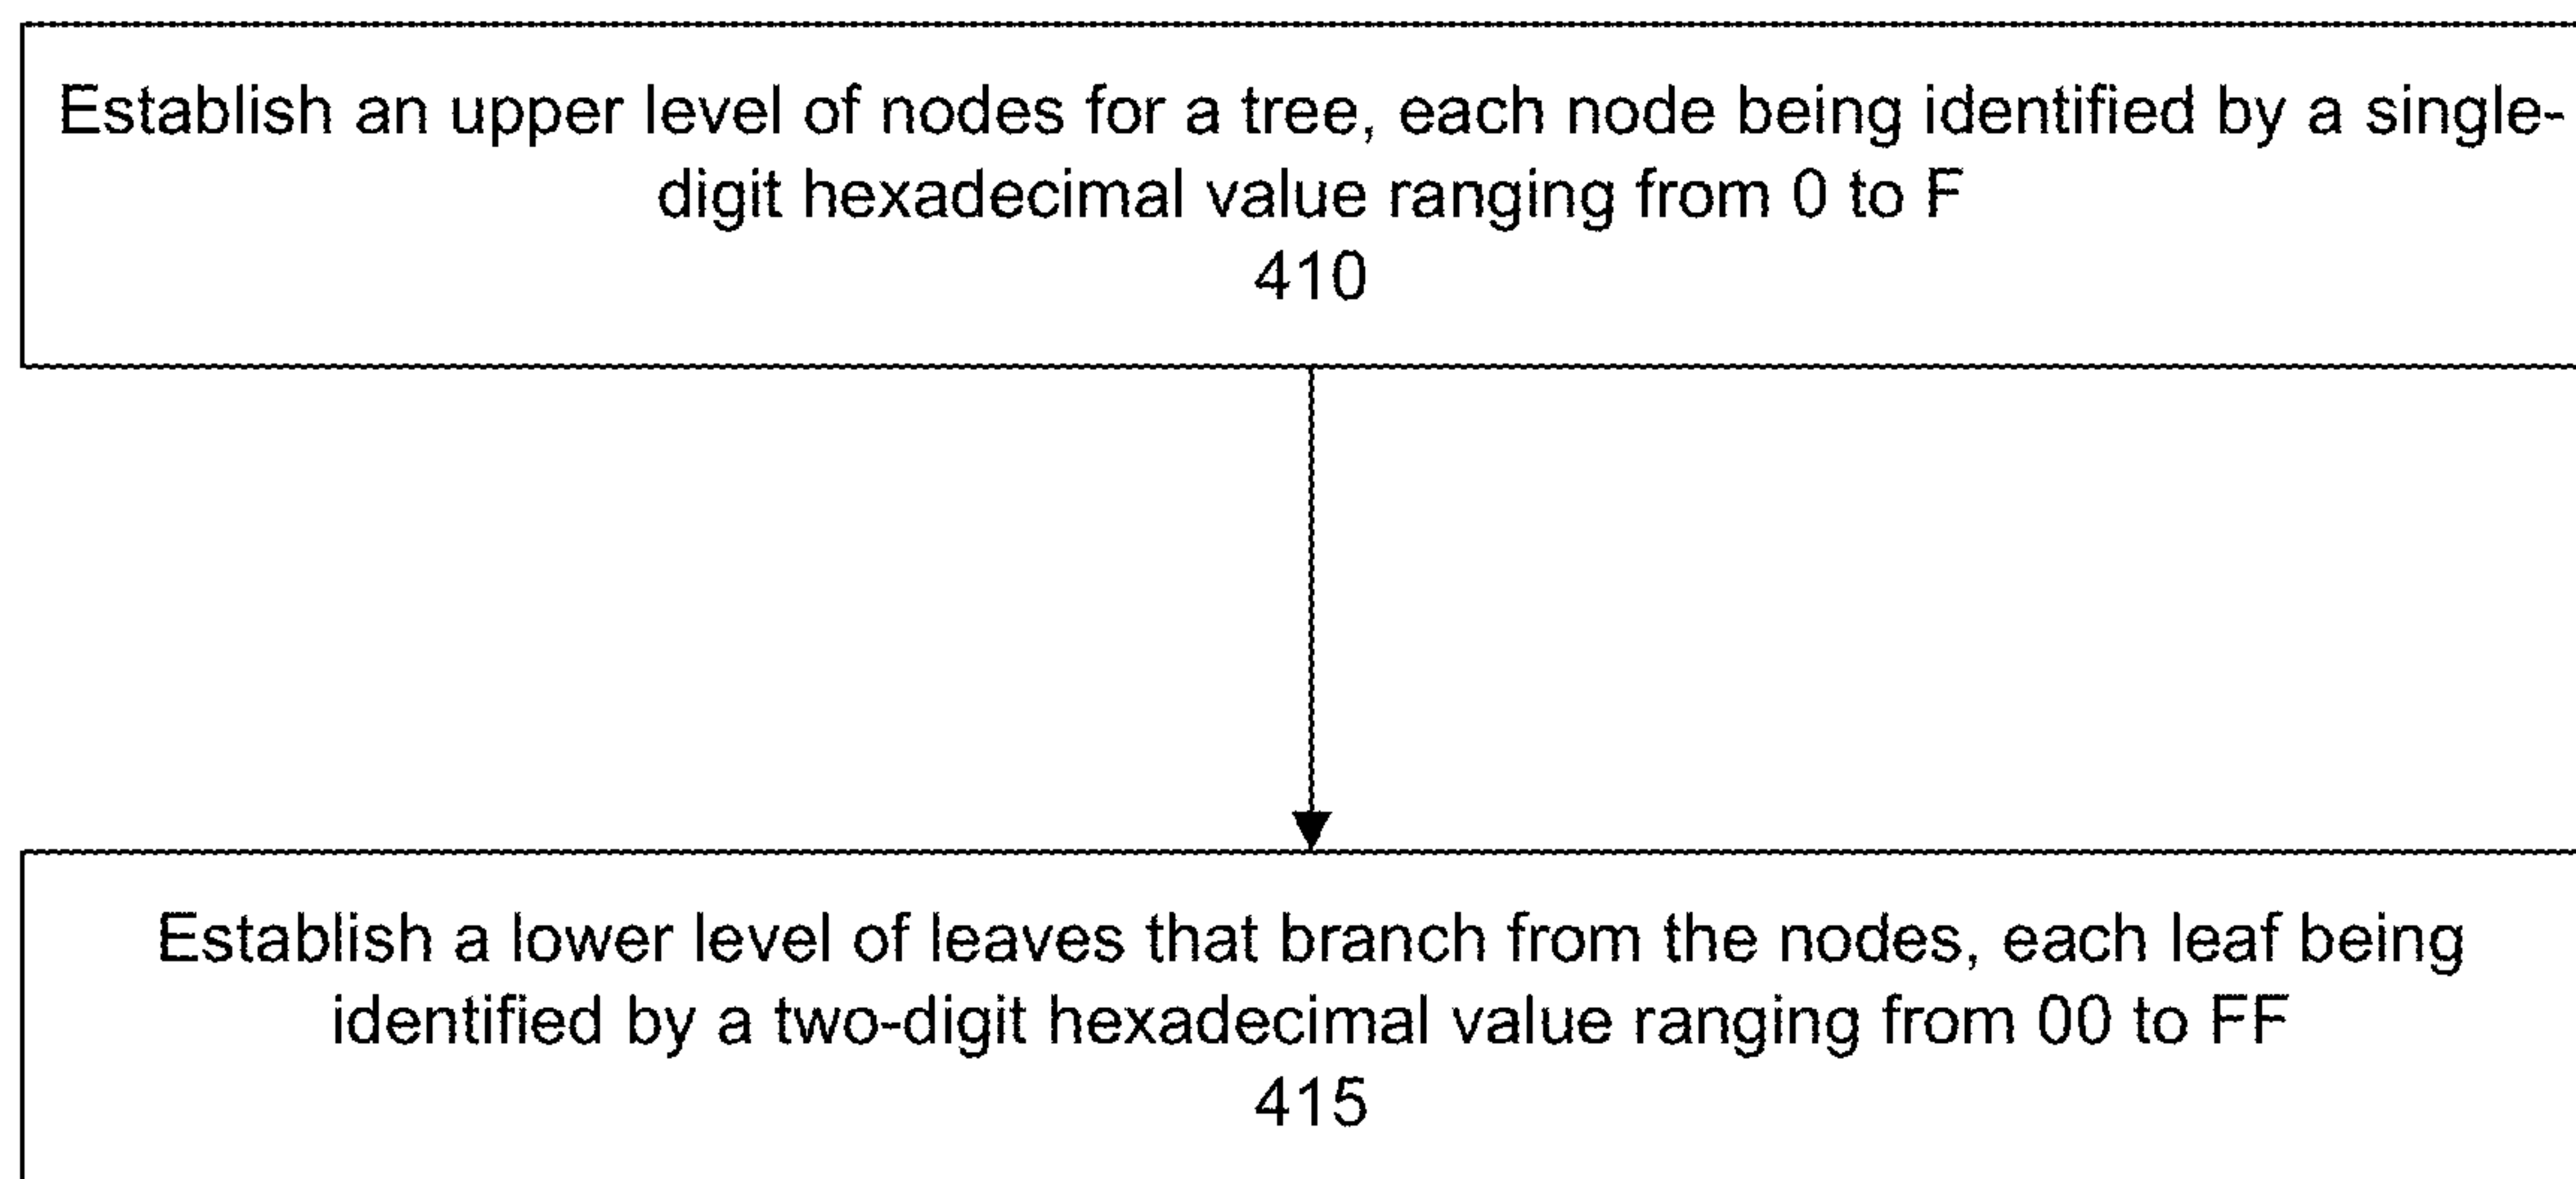 Establish an upper level of nodes for a tree, each node being identified by a single-
digit hexadecimal value ranging from 0 to F
410
Establish a lower level of leaves that branch from the nodes, each leaf being
identified by a two-digit hexadecimal value ranging from 00 to FF
415